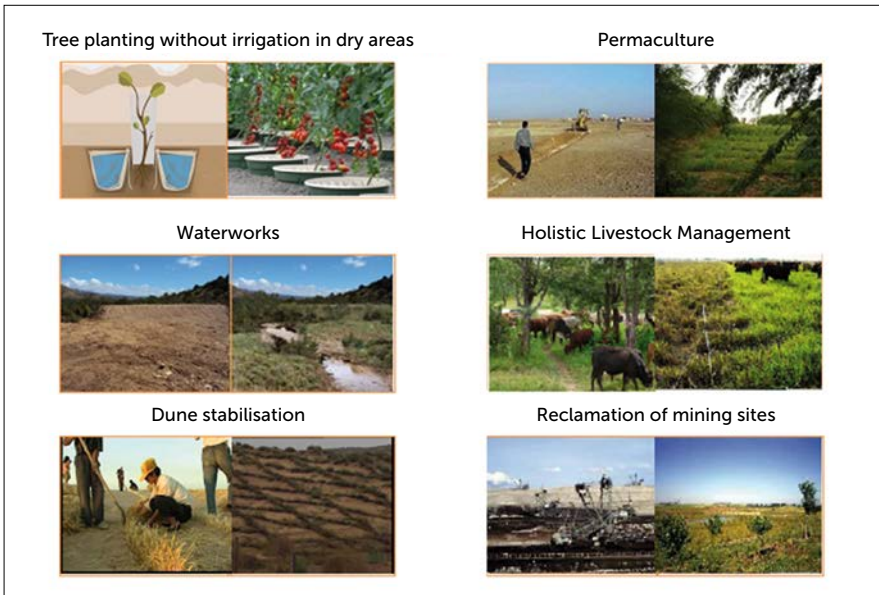 Tree planting without irrigation in dry areas
Permaculture
Waterworks
Holistic Livestock Management
Dune stabilisation
Reclamation of mining sites